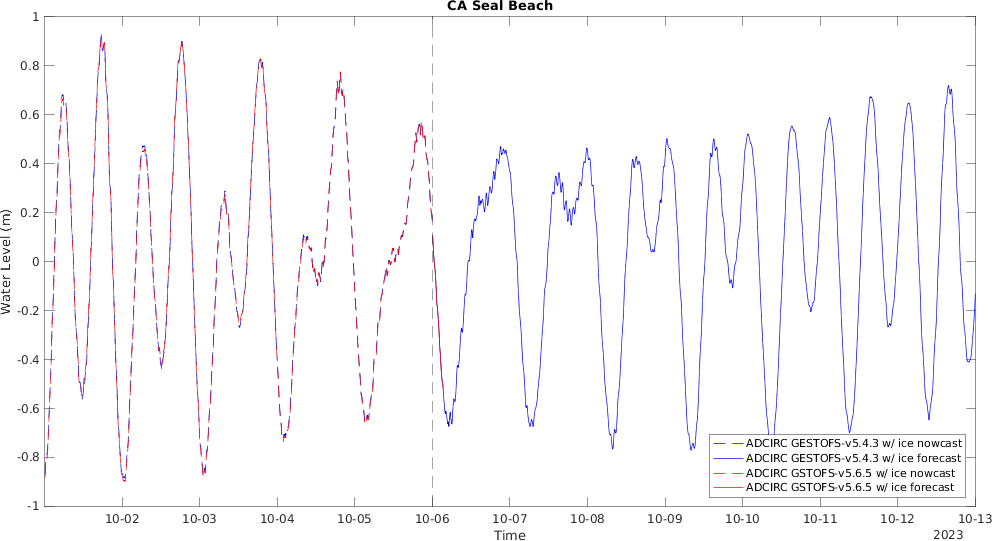 CA Seal Beach
Water Level (m)
1
0.8
0.6
0.4
0.2
0
-0.2
-0.4
-0.6
-0.8
-1
ADCIRC GESTOFS-v5.4.3 w/ ice nowcast
ADCIRC GESTOFS-v5.4.3 w/ ice forecast
ADCIRC GSTOFS-v5.6.5 w/ ice nowcast
ADCIRC GSTOFS-v5.6.5 w/ ice forecast
10-02 10-03 10-04 10-05 10-06 10-07 10-08 10-09 10-10 10-11 10-12 10-13
Time
2023